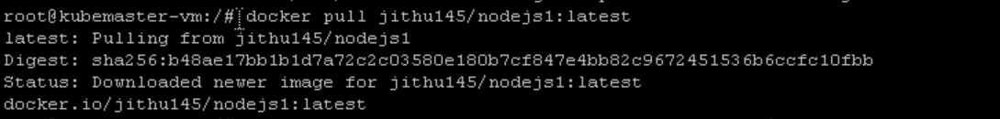 root@kubemaster-vm:/# docker pull jithu145/nodejs1:latest
latest: Pulling from jithu145/nodejs1
Digest: sha256:b48ae17bb1b1d7a72c2c03580e180b7cf847e4bb82c9672451536b6ccfc10fbb
Status: Downloaded newer image for jithu145/nodejs1:latest
docker.io/jithu145/nodejs1:latest